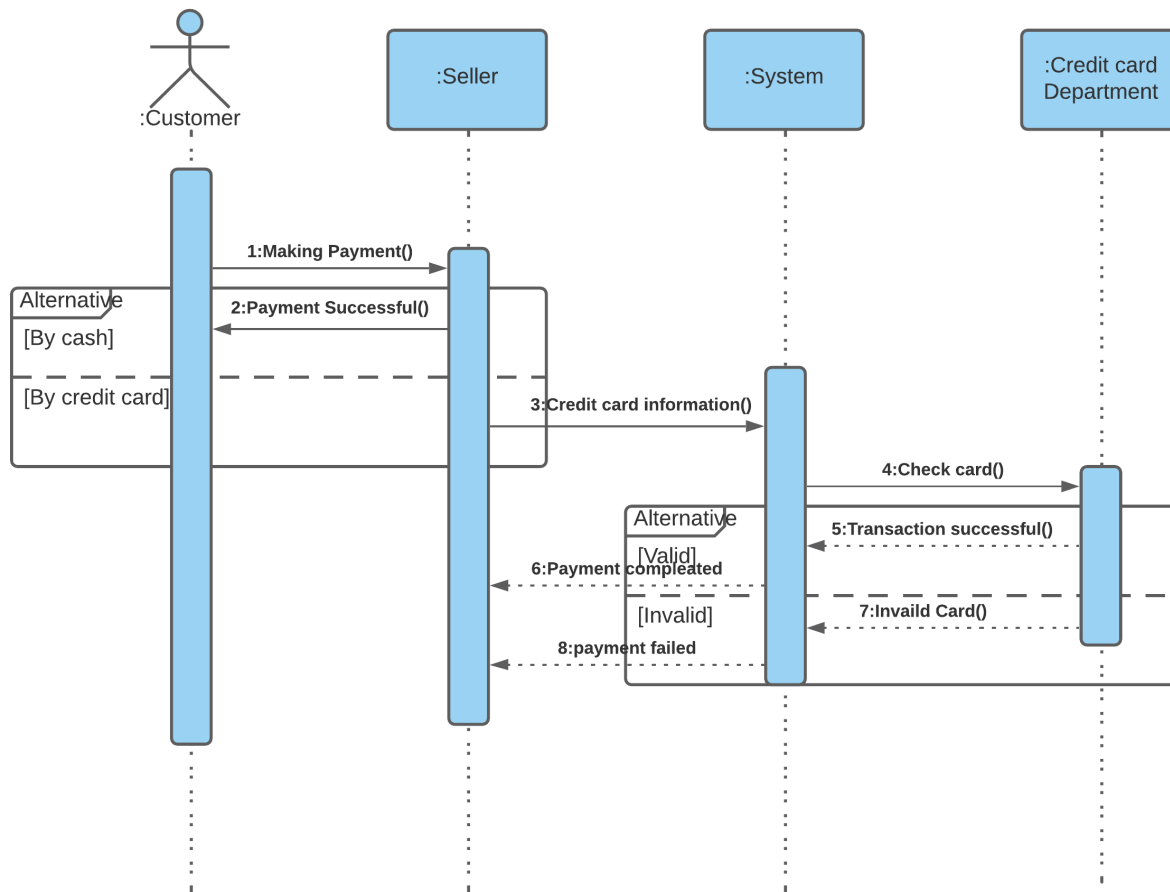 :Customer
:Seller
:System
:Credit card
Department
1:Making Payment()
Alternative
2:Payment Successful()
[By cash]
[By credit card]
3:Credit card information()
4:Check card()
Alternative
5:Transaction successful()
[Valid]
6:Payment compleated
[Invalid]
7:Invaild Card()
8:payment failed